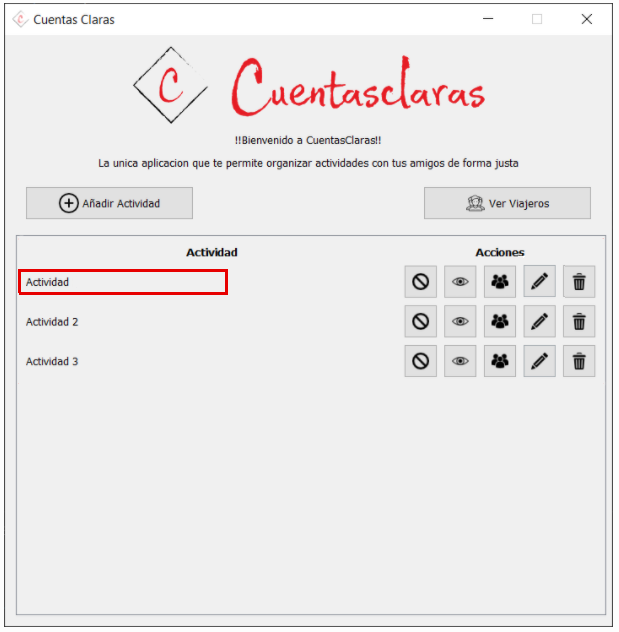 Cuentas Claras
C Cuentasclaras
!!Bienvenido a CuentasClaras!!
La unica aplicacion que te permite organizar actividades con tus amigos de forma justa
Añadir Actividad
Ver Viajeros
Actividad Acciones
Actividad
Actividad 2
Actividad 3